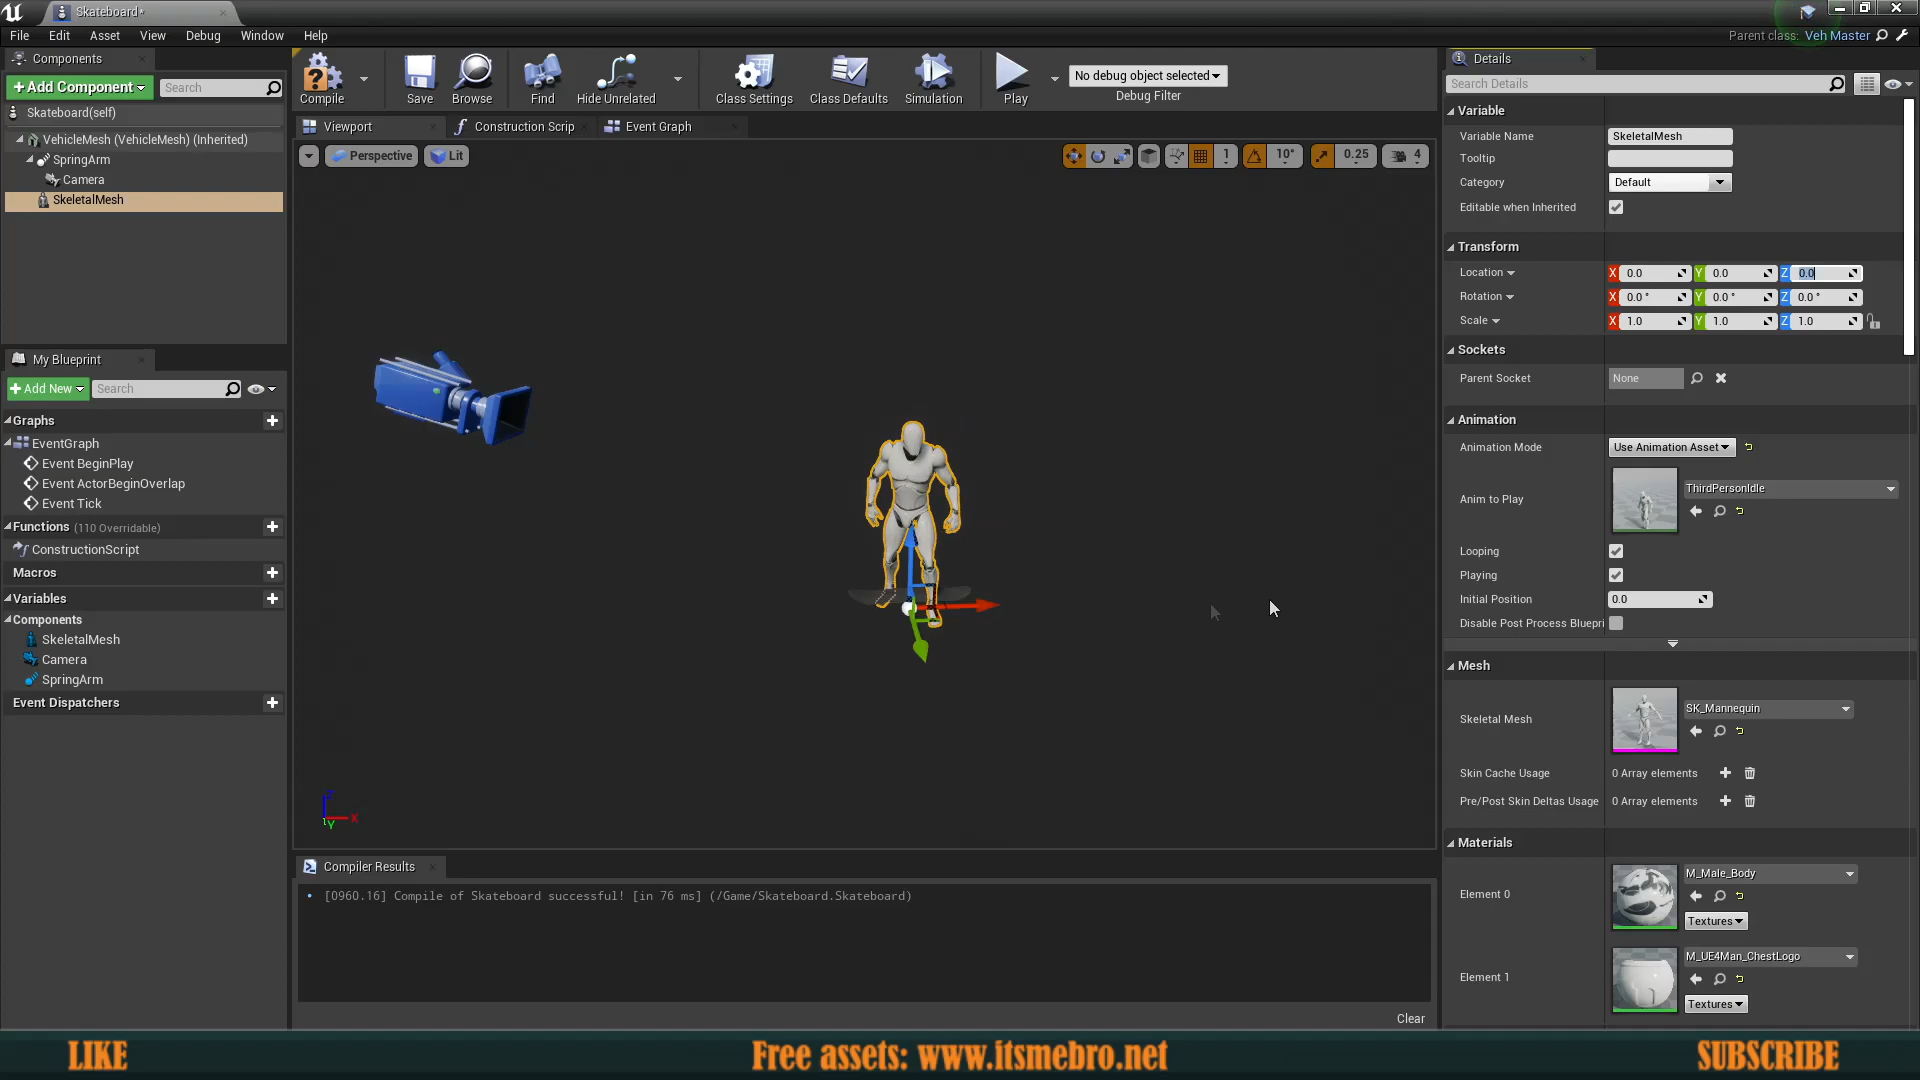 Skateboard*
File Edit Asset View Debug Window Help
Parent class: Veh Master
Components
+Add Component
Search
Skateboard(self)
VehicleMesh (VehicleMesh) (Inherited)
SpringArm
Camera
SkeletalMesh
My Blueprint
+Add New
Search
Graphs
EventGraph
Event BeginPlay
Event ActorBeginOverlap
Event Tick
Functions (110 Overridable)
ConstructionScript
Macros
Variables
Components
SkeletalMesh
Camera
SpringArm
Event Dispatchers
Compile
Save
Browse
Find
Hide Unrelated
Class Settings
Class Defaults
Simulation
Play
No debug object selected
Debug Filter
Viewport
Construction Scrip
Event Graph
Perspective
Lit
1
10°
0.25
4
Z
X
Y
Compiler Results
• [0960.16] Compile of Skateboard successful! [in 76 ms] (/Game/Skateboard.Skateboard)
Clear
Details
Search Details
Variable
Variable Name SkeletalMesh
Tooltip
Category Default
Editable when Inherited
Transform
Location X 0.0 Y 0.0 Z 0.0
Rotation X 0.0 ° Y 0.0 ° Z 0.0 °
Scale X 1.0 Y 1.0 Z 1.0
Sockets
Parent Socket None
Animation
Animation Mode Use Animation Asset
Anim to Play ThirdPersonIdle
Looping
Playing
Initial Position 0.0
Disable Post Process Bluepri
Mesh
Skeletal Mesh SK_Mannequin
Skin Cache Usage 0 Array elements
Pre/Post Skin Deltas Usage 0 Array elements
Materials
Element 0 M_Male_Body
Textures
Element 1 M_UE4Man_ChestLogo
Textures
LIKE
Free assets: www.itsmebro.net
SUBSCRIBE